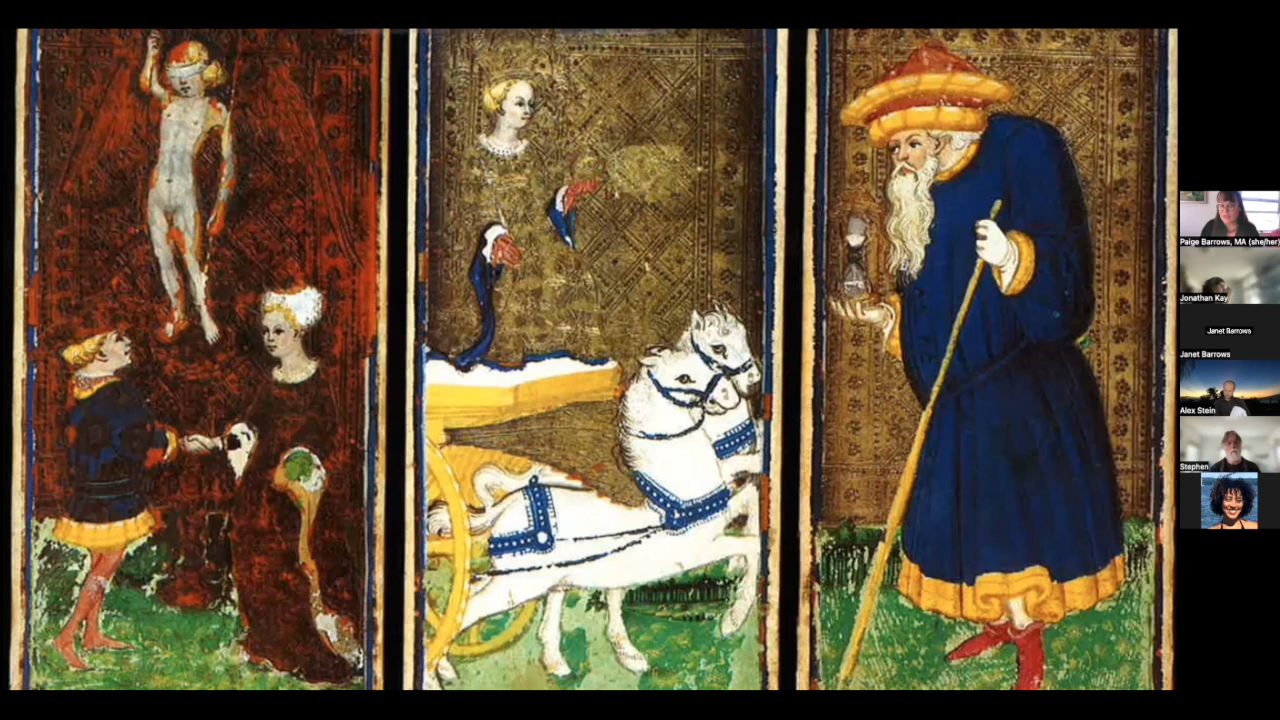 Paige Barrows, MA (she/her)
Jonathan Kay
Janet Barrows
Janet Barrows
Alex Stein
Stephen